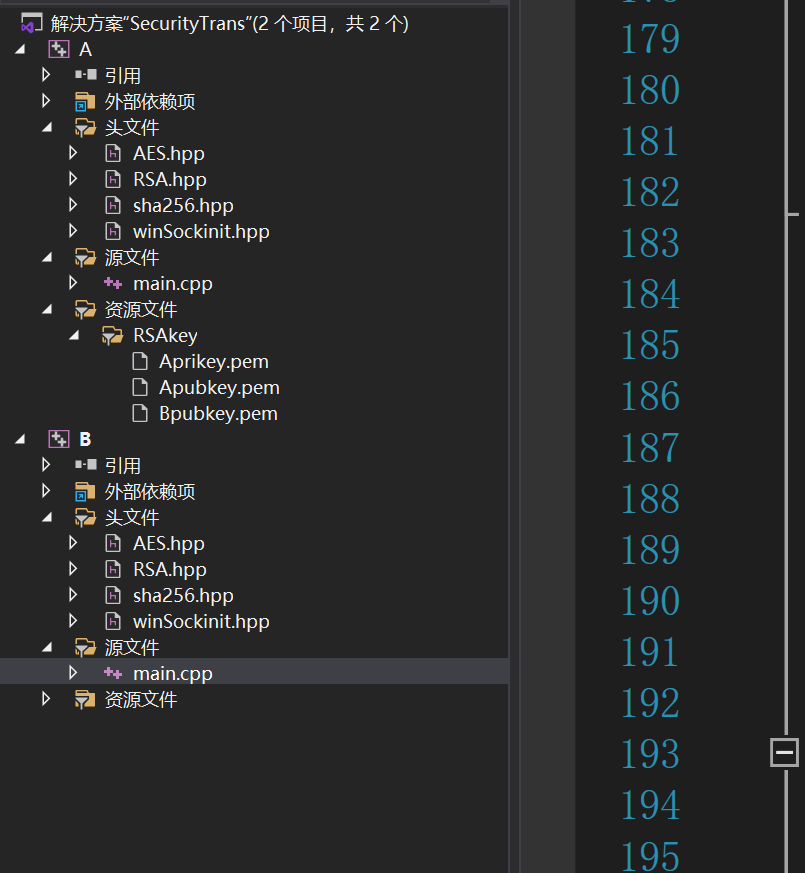 解决方案“SecurityTrans”(2 个项目，共 2 个)
A
引用
外部依赖项
头文件
AES.hpp
RSA.hpp
sha256.hpp
winSockinit.hpp
源文件
main.cpp
资源文件
RSAkey
Aprikey.pem
Apubkey.pem
Bpubkey.pem
B
引用
外部依赖项
头文件
AES.hpp
RSA.hpp
sha256.hpp
winSockinit.hpp
源文件
main.cpp
资源文件
179
180
181
182
183
184
185
186
187
188
189
190
191
192
193
194
195